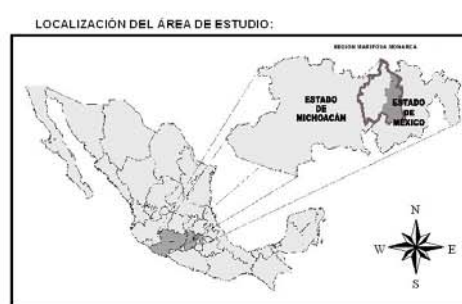 LOCALIZACIÓN DEL ÁREA DE ESTUDIO:
REGION MARIPOSA MONARCA
ESTADO
DE
MICHOACÁN
ESTADO
DE
MÉXICO
N
W
E
S